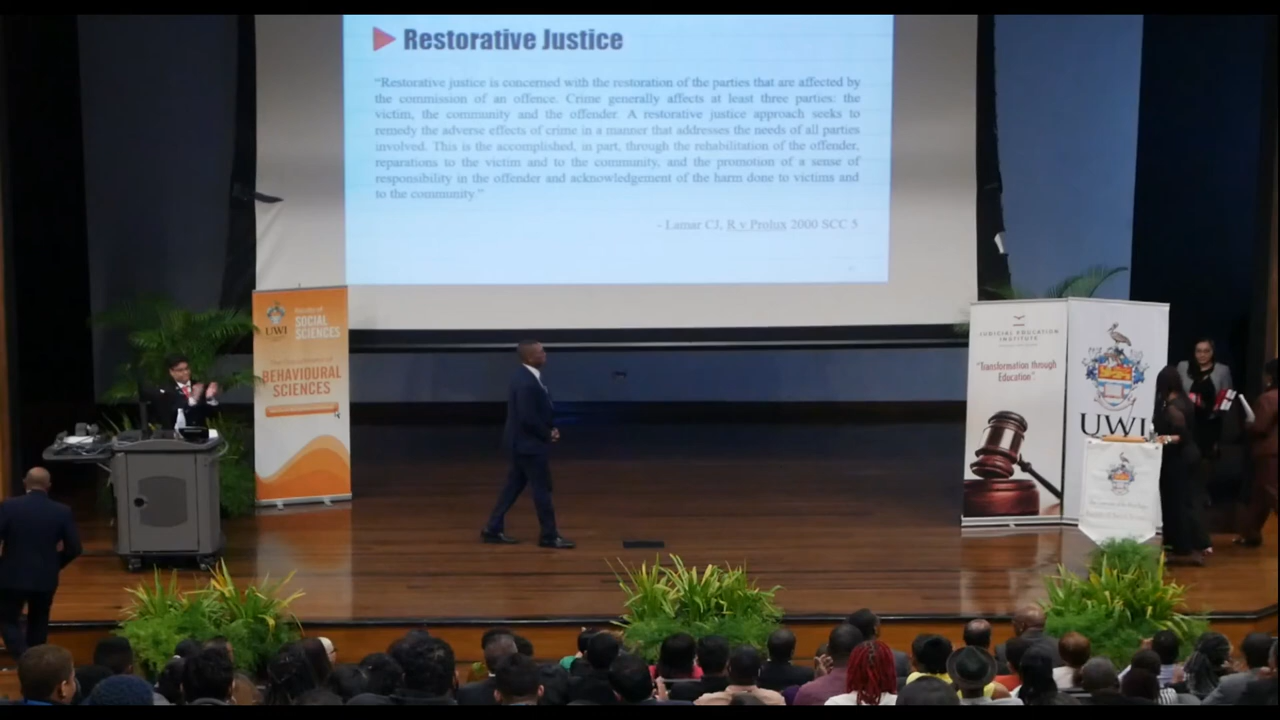 Restorative Justice
“Restorative justice is concerned with the restoration of the parties that are affected by
the commission of an offence. Crime generally affects at least three parties: the
victim, the community and the offender. A restorative justice approach seeks to
remedy the adverse effects of crime in a manner that addresses the needs of all parties
involved. This is the accomplished, in part, through the rehabilitation of the offender,
reparations to the victim and to the community, and the promotion of a sense of
responsibility in the offender and acknowledgement of the harm done to victims and
to the community.”
- Lamar CJ, R v Prolux 2000 SCC 5
UWI
SOCIAL
SCIENCES
BEHAVIOURAL
SCIENCES
JUDICIAL EDUCATION
INSTITUTE
"Transformation through
Education"
UWI